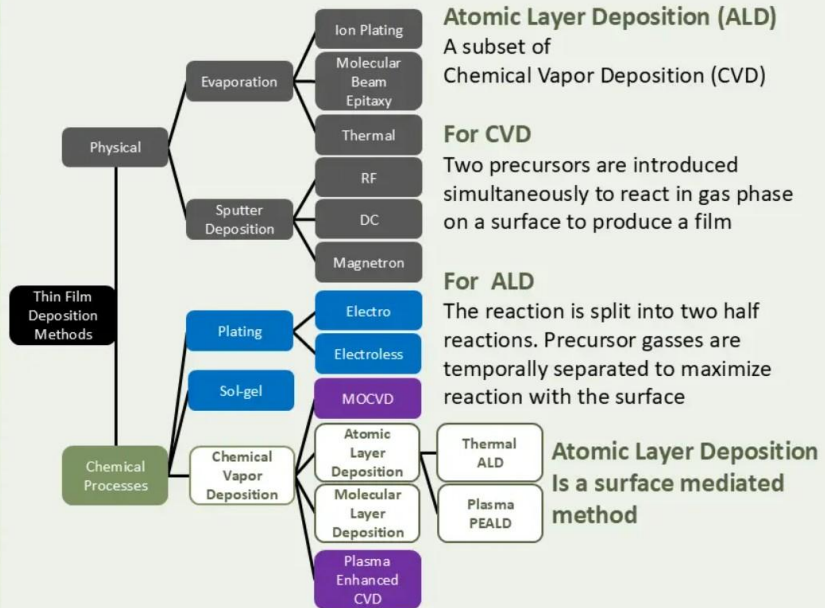 Ion Plating
Molecular
Beam
Epitaxy
Thermal
Evaporation
Physical
RF
DC
Magnetron
Sputter
Deposition
Thin Film
Deposition
Methods
Plating
Electro
Electroless
Sol-gel
Chemical
Processes
Chemical
Vapor
Deposition
MOCVD
Atomic
Layer
Deposition
Thermal
ALD
Plasma
PEALD
Molecular
Layer
Deposition
Plasma
Enhanced
CVD
Atomic Layer Deposition (ALD)
A subset of
Chemical Vapor Deposition (CVD)
For CVD
Two precursors are introduced
simultaneously to react in gas phase
on a surface to produce a film
For ALD
The reaction is split into two half
reactions. Precursor gasses are
temporally separated to maximize
reaction with the surface
Atomic Layer Deposition
Is a surface mediated
method